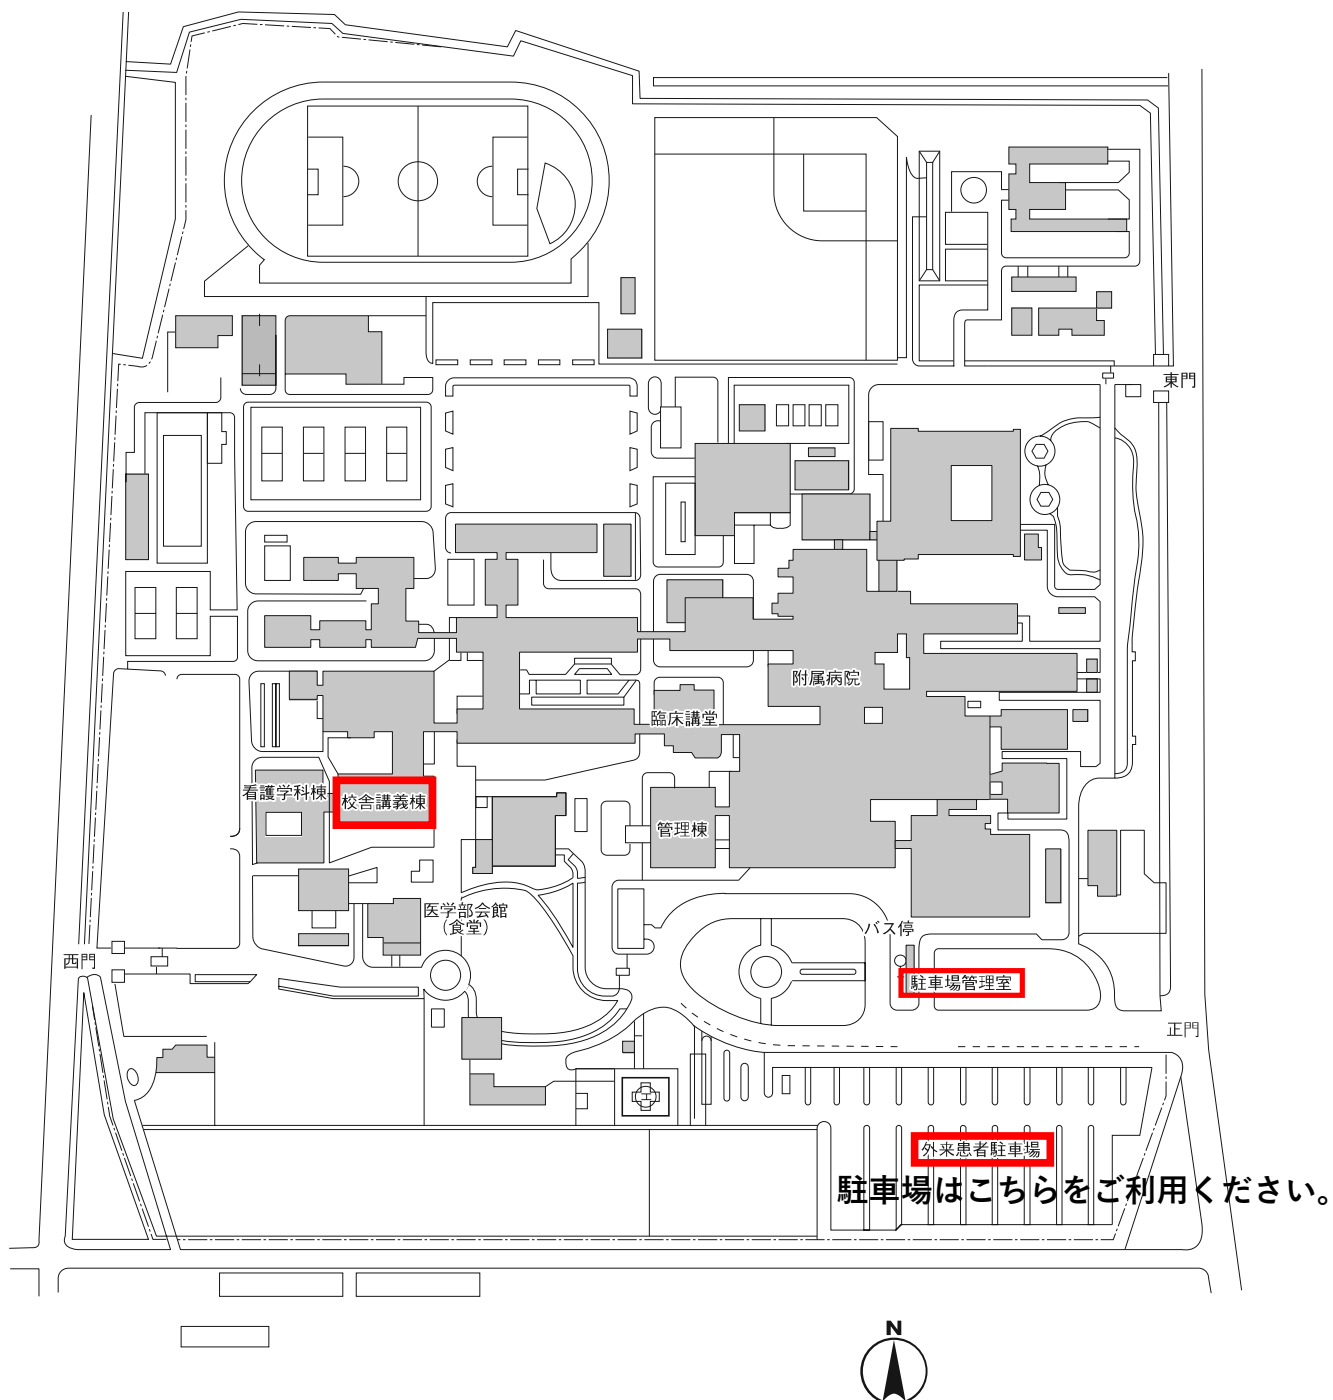 東門
附属病院
臨床講堂
看護学科棟
校舎講義棟
管理棟
医学部会館
(食堂)
バス停
西門
駐車場管理室
正門
外来患者駐車場
駐車場はこちらをご利用ください。
N